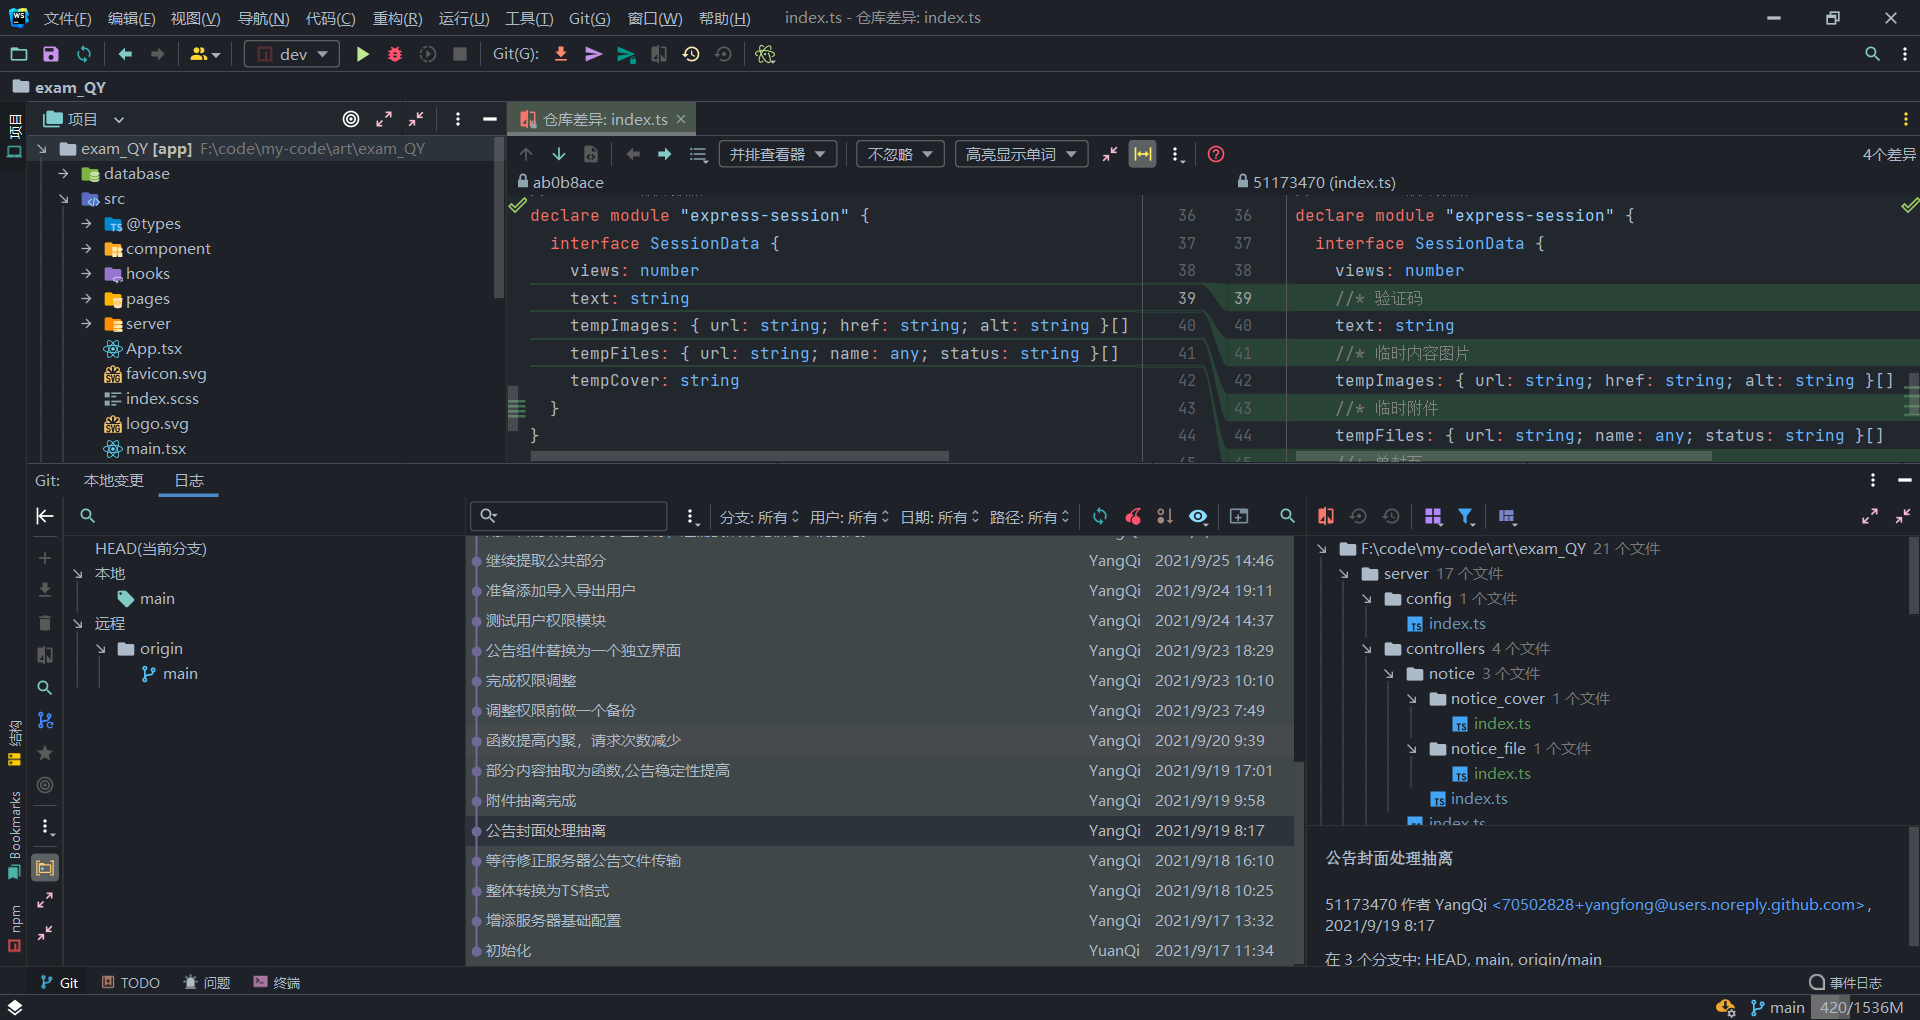 WS 文件(F) 编辑(E) 视图(V) 导航(N) 代码(C) 重构(R) 运行(U) 工具(T) Git(G) 窗口(W) 帮助(H) index.ts - 仓库差异: index.ts
dev Git(G):
exam_QY
项目
项目
仓库差异: index.ts
exam_QY [app] F:\code\my-code\art\exam_QY
database
src
@types
component
hooks
pages
server
App.tsx
favicon.svg
index.scss
logo.svg
main.tsx
并排查看器 不忽略 高亮显示单词 4个差异
ab0b8ace
51173470 (index.ts)
declare module "express-session" {
interface SessionData {
views: number
text: string
tempImages: { url: string; href: string; alt: string }[]
tempFiles: { url: string; name: any; status: string }[]
tempCover: string
}
}
36 36
37 37
38 38
39 39
40 40
41 41
42 42
43 43
44 44
45 45
declare module "express-session" {
interface SessionData {
views: number
//* 验证码
text: string
//* 临时内容图片
tempImages: { url: string; href: string; alt: string }[]
//* 临时附件
tempFiles: { url: string; name: any; status: string }[]
Git: 本地变更 日志
HEAD(当前分支)
本地
main
远程
origin
main
分支: 所有 用户: 所有 日期: 所有 路径: 所有
继续提取公共部分 YangQi 2021/9/25 14:46
准备添加导入导出用户 YangQi 2021/9/24 19:11
测试用户权限模块 YangQi 2021/9/24 14:37
公告组件替换为一个独立界面 YangQi 2021/9/23 18:29
完成权限调整 YangQi 2021/9/23 10:10
调整权限前做一个备份 YangQi 2021/9/23 7:49
函数提高内聚，请求次数减少 YangQi 2021/9/20 9:39
部分内容抽取为函数,公告稳定性提高 YangQi 2021/9/19 17:01
附件抽离完成 YangQi 2021/9/19 9:58
公告封面处理抽离 YangQi 2021/9/19 8:17
等待修正服务器公告文件传输 YangQi 2021/9/18 16:10
整体转换为TS格式 YangQi 2021/9/18 10:25
增添服务器基础配置 YangQi 2021/9/17 13:32
初始化 YuanQi 2021/9/17 11:34
F:\code\my-code\art\exam_QY 21 个文件
server 17 个文件
config 1 个文件
index.ts
controllers 4 个文件
notice 3 个文件
notice_cover 1 个文件
index.ts
notice_file 1 个文件
index.ts
index.ts
index.ts
公告封面处理抽离
51173470 作者 YangQi <70502828+yangfong@users.noreply.github.com>,
2021/9/19 8:17
在 3 个分支中: HEAD, main, origin/main
结构
Bookmarks
npm
Git TODO 问题 终端 事件日志
main 420/1536M